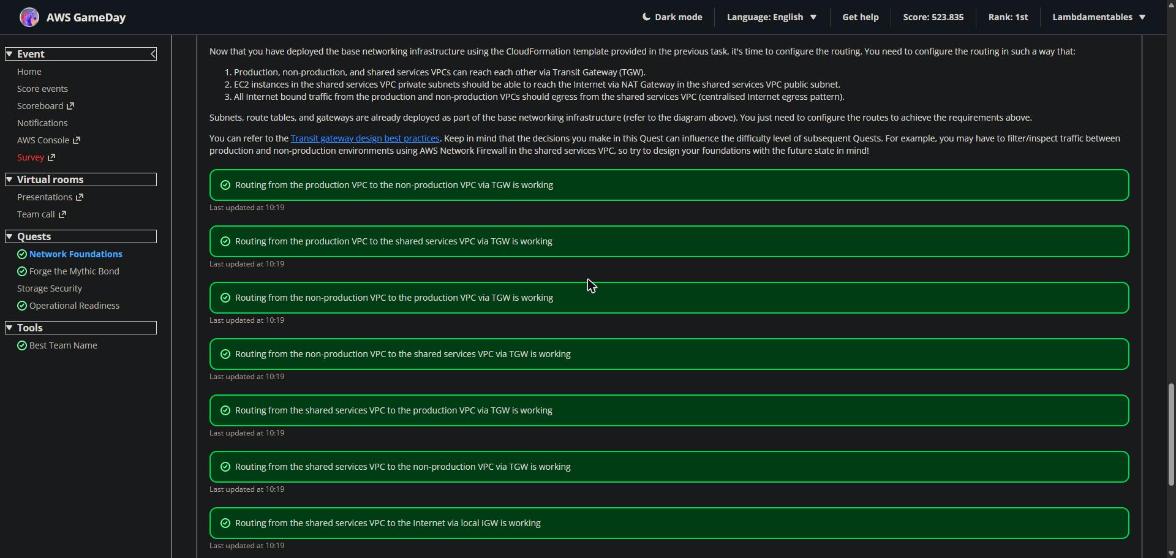 AWS GameDay
Dark mode
Language: English
Get help
Score: 523.835
Rank: 1st
Lambdamentables
Event
Home
Score events
Scoreboard
Notifications
AWS Console
Survey
Virtual rooms
Presentations
Team call
Quests
Network Foundations
Forge the Mythic Bond
Storage Security
Operational Readiness
Tools
Best Team Name
Now that you have deployed the base networking infrastructure using the CloudFormation template provided in the previous task, it's time to configure the routing. You need to configure the routing in such a way that:
1. Production, non-production, and shared services VPCs can reach each other via Transit Gateway (TGW).
2. EC2 instances in the shared services VPC private subnets should be able to reach the Internet via NAT Gateway in the shared services VPC public subnet.
3. All Internet bound traffic from the production and non-production VPCs should egress from the shared services VPC (centralised Internet egress pattern).
Subnets, route tables, and gateways are already deployed as part of the base networking infrastructure (refer to the diagram above). You just need to configure the routes to achieve the requirements above.
You can refer to the Transit gateway design best practices. Keep in mind that the decisions you make in this Quest can influence the difficulty level of subsequent Quests. For example, you may have to filter/inspect traffic between
production and non-production environments using AWS Network Firewall in the shared services VPC, so try to design your foundations with the future state in mind!
Routing from the production VPC to the non-production VPC via TGW is working
Last updated at 10:19
Routing from the production VPC to the shared services VPC via TGW is working
Last updated at 10:19
Routing from the non-production VPC to the production VPC via TGW is working
Last updated at 10:19
Routing from the non-production VPC to the shared services VPC via TGW is working
Last updated at 10:19
Routing from the shared services VPC to the production VPC via TGW is working
Last updated at 10:19
Routing from the shared services VPC to the non-production VPC via TGW is working
Last updated at 10:19
Routing from the shared services VPC to the Internet via local IGW is working
Last updated at 10:19